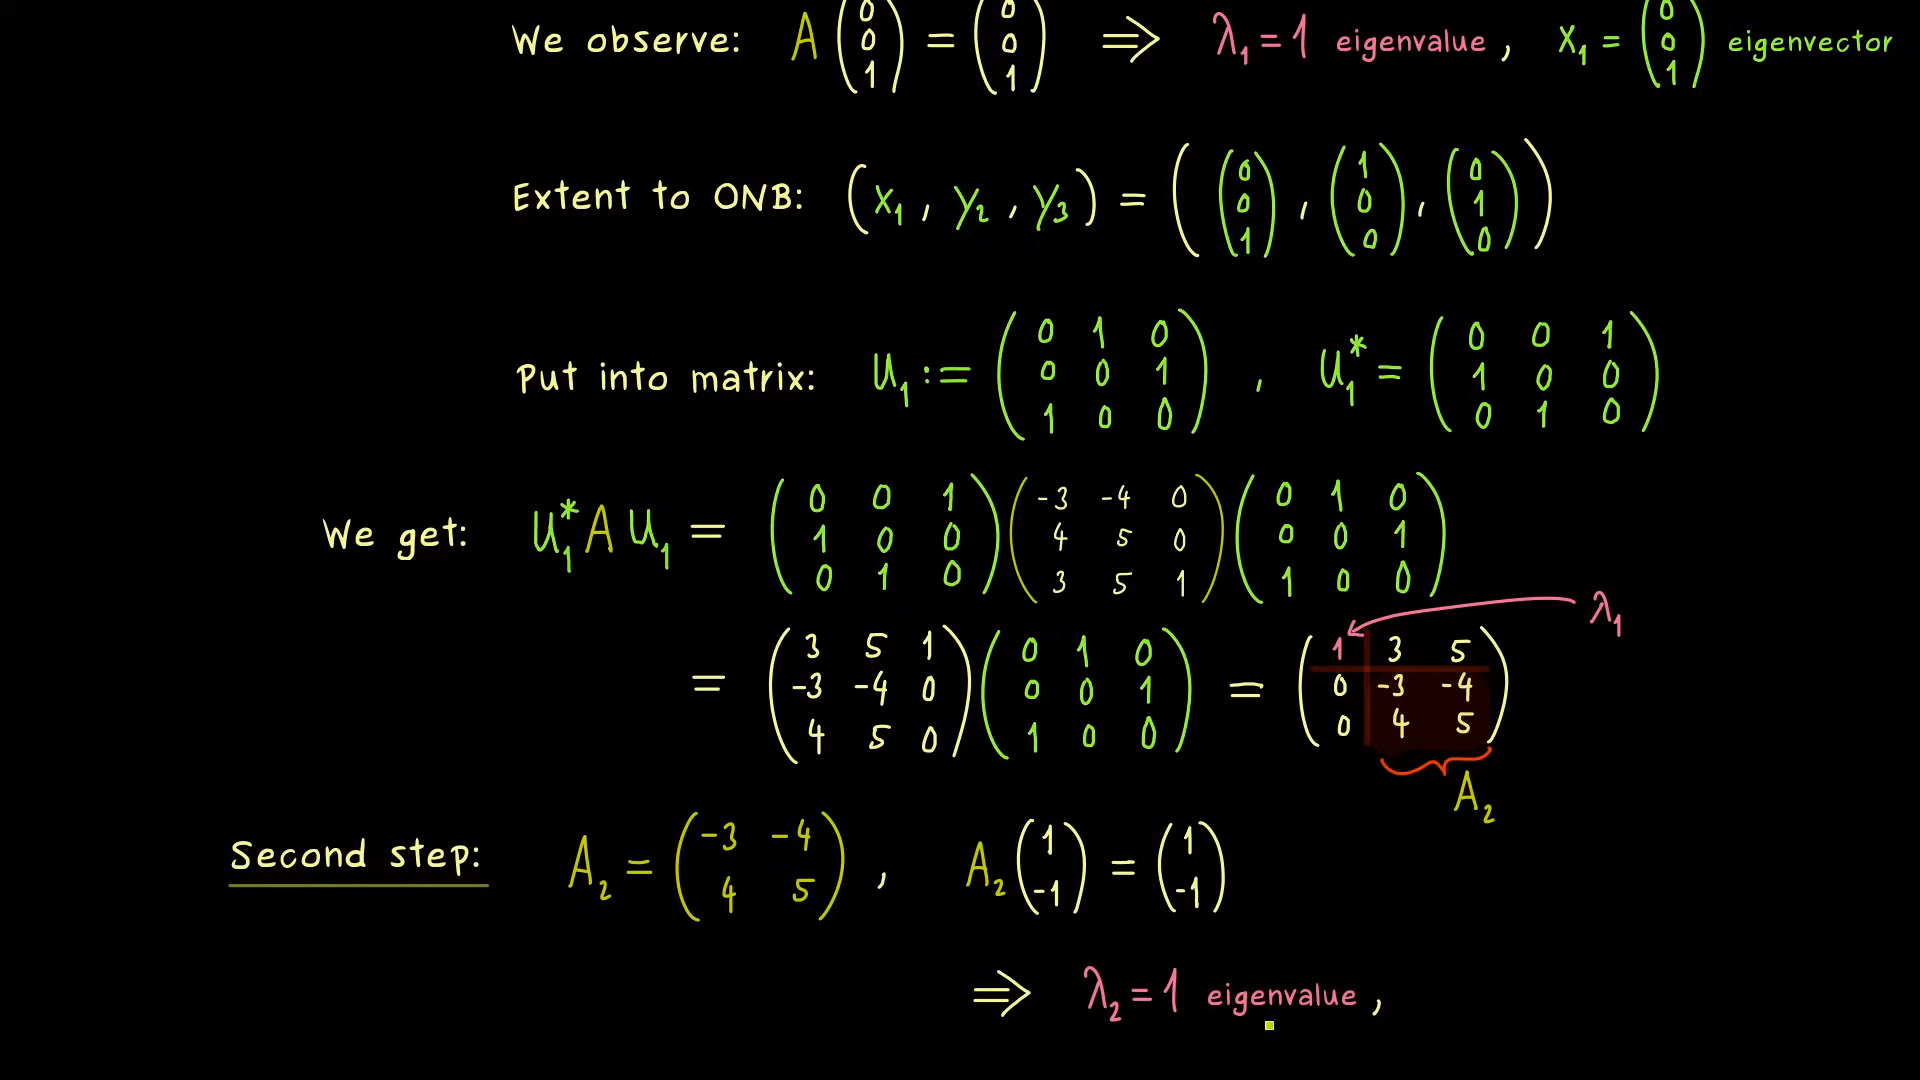 We observe: A (0 0 1) = (0 0 1) ⇒ λ₁ = 1 eigenvalue, x₁ = (0 0 1) eigenvector
Extent to ONB: (x₁, y₂, y₃) = ((0 0 1), (1 0 0), (0 1 0))
Put into matrix: U₁ := (0 1 0; 0 0 1; 1 0 0), U₁* = (0 0 1; 1 0 0; 0 1 0)
We get: U₁* A U₁ = (0 0 1; 1 0 0; 0 1 0) (-3 -4 0; 4 5 0; 3 5 1) (0 1 0; 0 0 1; 1 0 0)
λ₁
= (3 5 1; -3 -4 0; 4 5 0) (0 1 0; 0 0 1; 1 0 0) = (1 3 5; 0 -3 -4; 0 4 5)
A₂
Second step: A₂ = (-3 -4; 4 5), A₂ (1 -1) = (1 -1)
⇒ λ₂ = 1 eigenvalue,